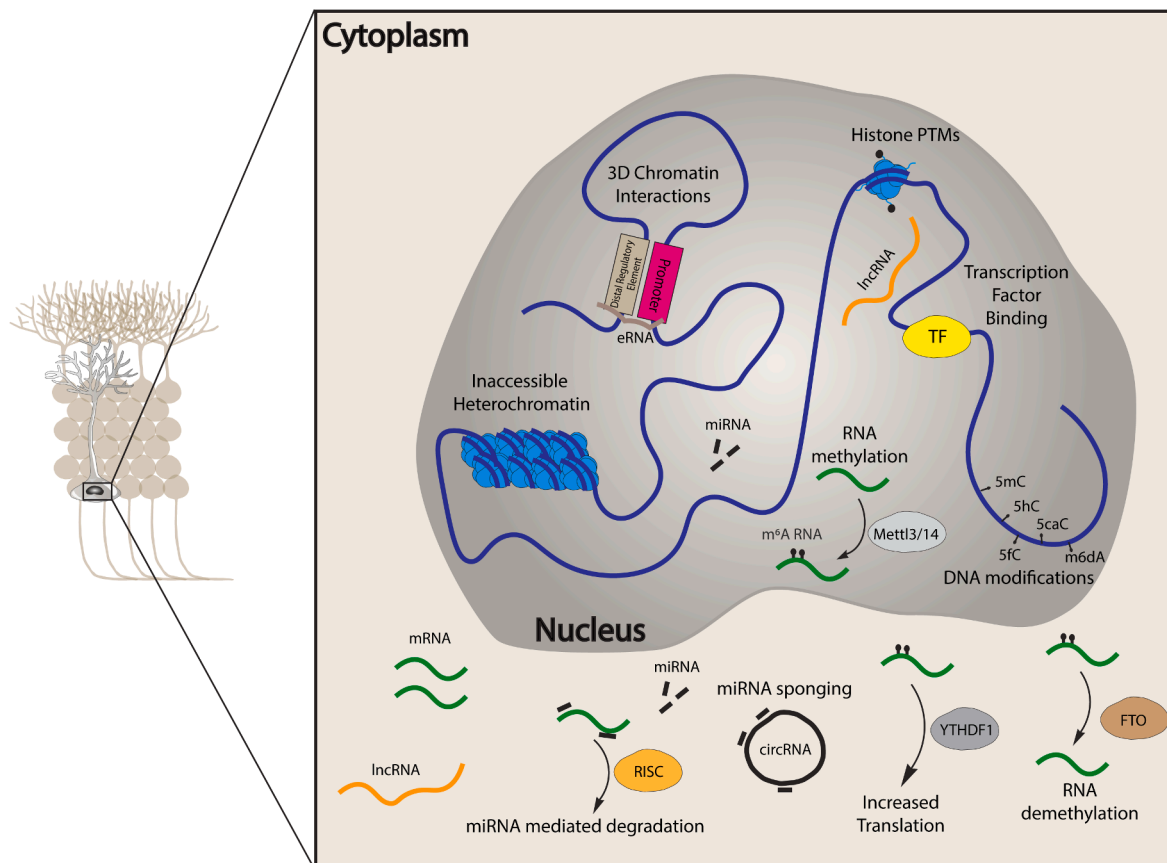 Cytoplasm
Histone PTMs
3D Chromatin
Interactions
Distal Regulatory
Element
Promoter
eRNA
lncRNA
Transcription
Factor
Binding
TF
Inaccessible
Heterochromatin
miRNA
RNA
methylation
m⁶A RNA
Mettl3/14
5mC
5hC
5caC
5fC
m6dA
DNA modifications
Nucleus
mRNA
miRNA
miRNA sponging
circRNA
YTHDF1
FTO
lncRNA
RISC
miRNA mediated degradation
Increased
Translation
RNA
demethylation